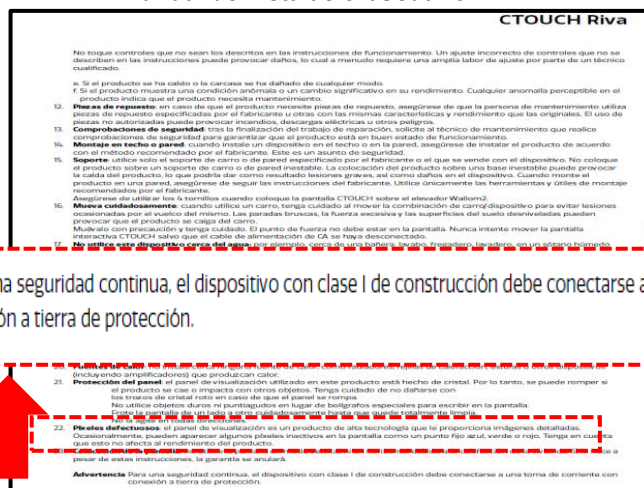 CTOUCH Riva
No toque controles que no sean los descritos en las instrucciones de funcionamiento. Un ajuste incorrecto de controles que no se
describen en las instrucciones puede provocar daños, lo cual a menudo requiere una amplia labor de ajuste por parte de un técnico
cualificado.
e. Si el producto se ha caído o la carcasa se ha dañado de cualquier modo.
f. Si el producto muestra una condición anómala o un cambio significativo en su rendimiento. Cualquier anomalía perceptible en el
producto indica que el producto necesita mantenimiento.
12. Piezas de repuesto: en caso de que el producto necesite piezas de repuesto, asegúrese de que la persona de mantenimiento utiliza
piezas de repuesto especificadas por el fabricante u otras con las mismas características y rendimiento que las originales. El uso de
piezas no autorizadas puede provocar incendios, descargas eléctricas u otros peligros.
13. Comprobaciones de seguridad: tras la finalización del trabajo de reparación, solicite al técnico de mantenimiento que realice
comprobaciones de seguridad para garantizar que el producto está en buen estado de funcionamiento.
14. Montaje en techo o pared: cuando instale un dispositivo en el techo o en la pared, asegúrese de instalar el producto de acuerdo
con el método recomendado por el fabricante. Este es un asunto de seguridad.
15. Soporte: utilice solo el soporte de carro o de pared especificado por el fabricante o el que se vende con el dispositivo. No coloque
el producto sobre un soporte de carro o de pared inestable. La colocación del producto sobre una base inestable puede provocar
la caída del producto, lo que podría dar como resultado lesiones graves, así como daños en el dispositivo. Cuando monte el
producto en una pared, asegúrese de seguir las instrucciones del fabricante. Utilice únicamente las herramientas y útiles de montaje
recomendados por el fabricante.
Asegúrese de utilizar los 4 tornillos cuando coloque la pantalla CTOUCH sobre el elevador Wallom2.
16. Mueva cuidadosamente: cuando utilice un carro, tenga cuidado al mover la combinación de carro/dispositivo para evitar lesiones
ocasionadas por el vuelco del mismo. Las paradas bruscas, la fuerza excesiva y las superficies del suelo desniveladas pueden
provocar que el producto se caiga del carro.
Muévalo con precaución y tenga cuidado. El punto de fuerza no debe estar en la pantalla. Nunca intente mover la pantalla
interactiva CTOUCH salvo que el cable de alimentación de CA se haya desconectado.
17. No utilice este dispositivo cerca del agua: por ejemplo, cerca de una bañera, lavabo, fregadero, lavadero, en un sótano húmedo
na seguridad continua, el dispositivo con clase I de construcción debe conectarse a
ón a tierra de protección.
(incluyendo amplificadores) que produzcan calor.
21. Protección del panel: el panel de visualización utilizado en este producto está hecho de cristal. Por lo tanto, se puede romper si
el producto se cae o impacta con otros objetos. Tenga cuidado de no dañarse con
los trozos de cristal roto en caso de que el panel se rompa.
No utilice objetos duros ni puntiagudos en lugar de bolígrafos especiales para escribir en la pantalla.
Frote la pantalla de un lado a otro cuidadosamente hasta que quede totalmente limpia.
No la agite en todas direcciones.
22. Píxeles defectuosos: el panel de visualización es un producto de alta tecnología que le proporciona imágenes detalladas.
Ocasionalmente, pueden aparecer algunos píxeles inactivos en la pantalla como un punto fijo azul, verde o rojo. Tenga en cuenta
que esto no afecta al rendimiento del producto.
pesar de estas instrucciones, la garantía se anulará.
Advertencia Para una seguridad continua, el dispositivo con clase I de construcción debe conectarse a una toma de corriente con
conexión a tierra de protección.